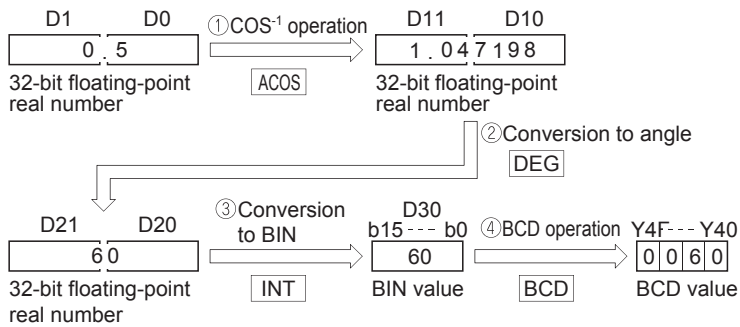 D1 D0
①COS⁻¹ operation
D11 D10
0.5
1.047198
32-bit floating-point
real number
ACOS
32-bit floating-point
real number
②Conversion to angle
DEG
D21 D20
③Conversion
to BIN
D30
b15 --- b0
④BCD operation
Y4F --- Y40
60
60
0 0 6 0
32-bit floating-point
real number
INT
BIN value
BCD
BCD value